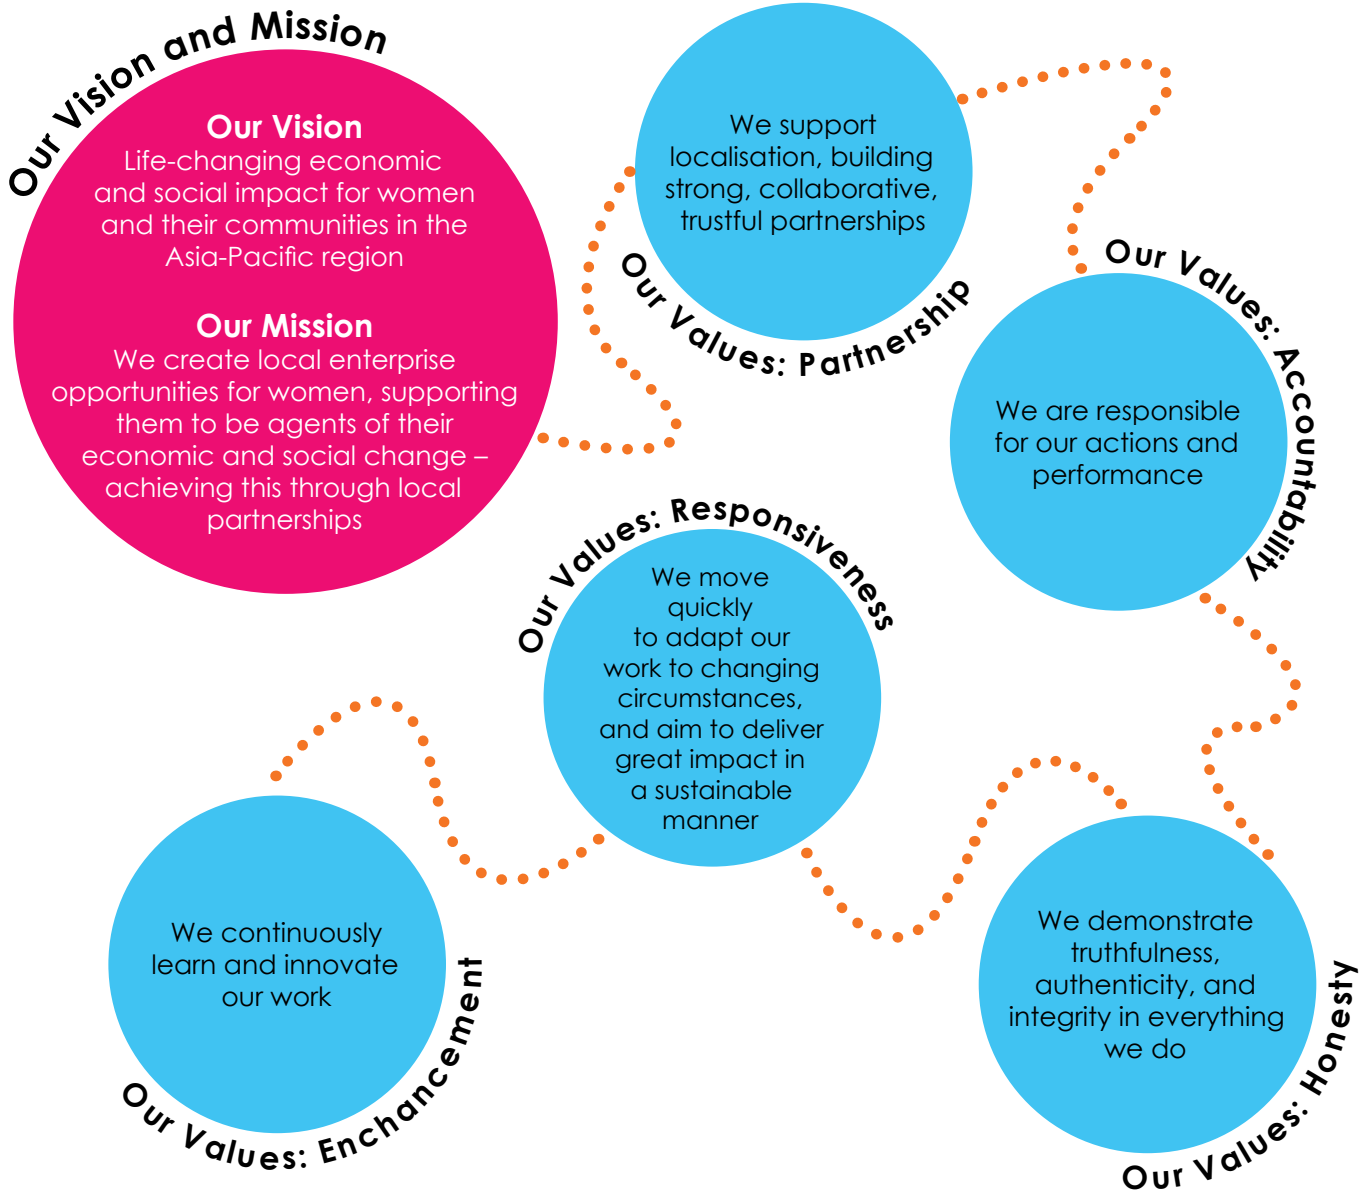 Our Vision and Mission
Our Vision
Life-changing economic
and social impact for women
and their communities in the
Asia-Pacific region
Our Mission
We create local enterprise
opportunities for women, supporting
them to be agents of their
economic and social change –
achieving this through local
partnerships
We support
localisation, building
strong, collaborative,
trustful partnerships
Our Values: Partnership
Our Values: Accountability
We are responsible
for our actions and
performance
Our Values: Responsiveness
We move
quickly
to adapt our
work to changing
circumstances,
and aim to deliver
great impact in
a sustainable
manner
We continuously
learn and innovate
our work
Our Values: Enchancement
We demonstrate
truthfulness,
authenticity, and
integrity in everything
we do
Our Values: Honesty